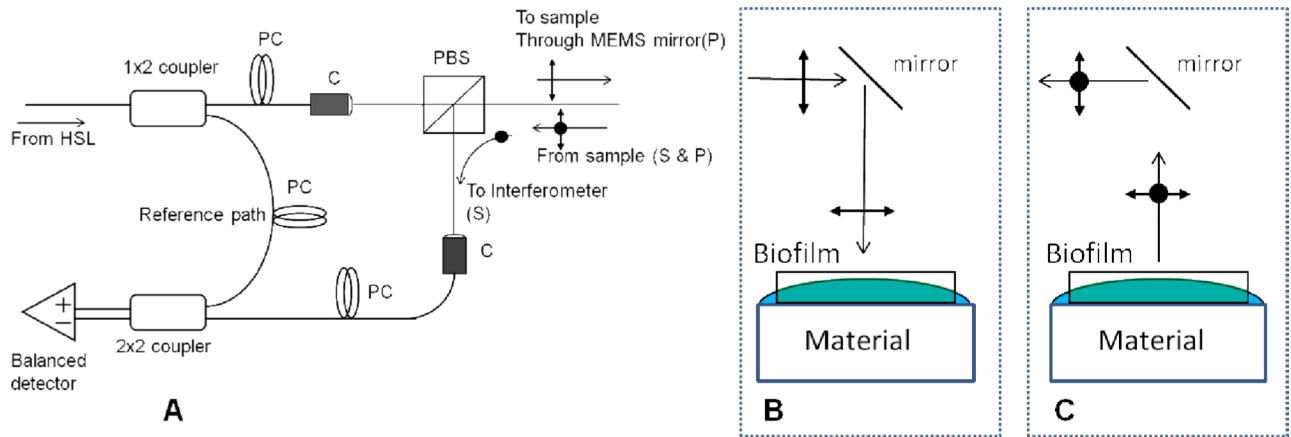 PC
1x2 coupler
C
PBS
To sample
Through MEMS mirror(P)
From HSL
From sample (S & P)
PC
Reference path
To Interferometer
(S)
C
PC
+
−
2x2 coupler
Balanced
detector
A
mirror
Biofilm
Material
B
mirror
Biofilm
Material
C